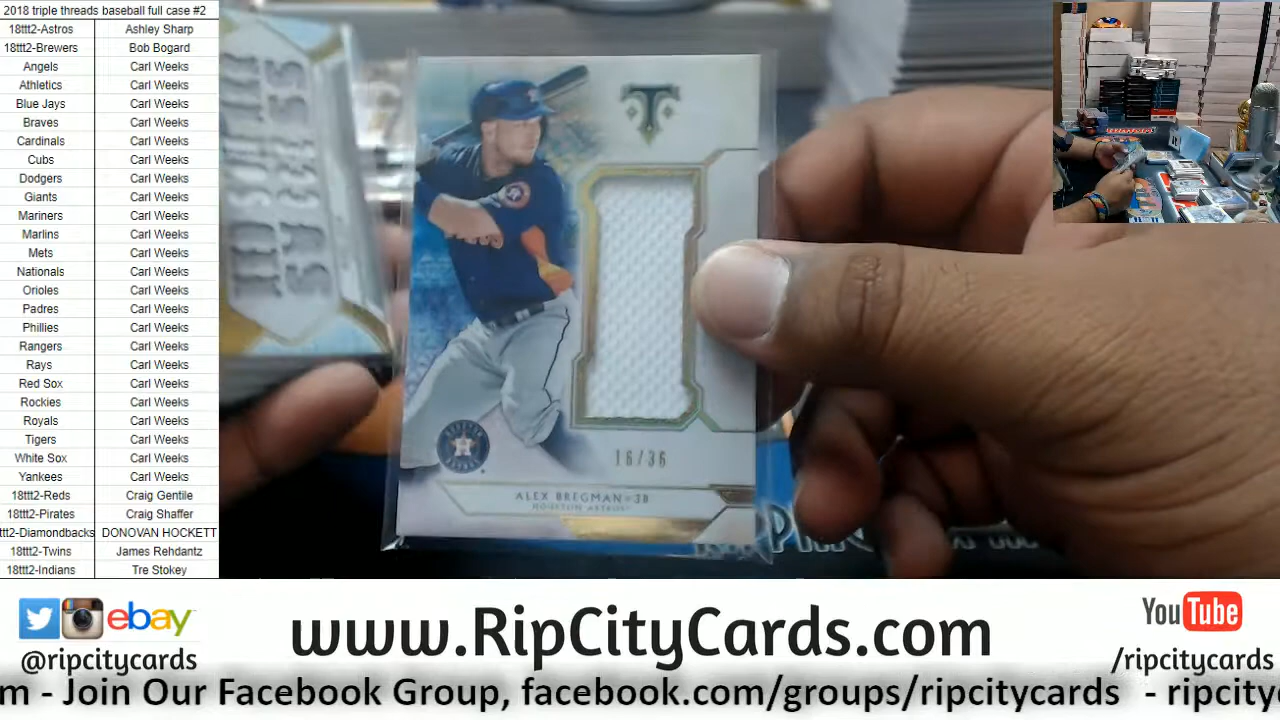 2018 triple threads baseball full case #2
18ttt2-Astros Ashley Sharp
18ttt2-Brewers Bob Bogard
Angels Carl Weeks
Athletics Carl Weeks
Blue Jays Carl Weeks
Braves Carl Weeks
Cardinals Carl Weeks
Cubs Carl Weeks
Dodgers Carl Weeks
Giants Carl Weeks
Mariners Carl Weeks
Marlins Carl Weeks
Mets Carl Weeks
Nationals Carl Weeks
Orioles Carl Weeks
Padres Carl Weeks
Phillies Carl Weeks
Rangers Carl Weeks
Rays Carl Weeks
Red Sox Carl Weeks
Rockies Carl Weeks
Royals Carl Weeks
Tigers Carl Weeks
White Sox Carl Weeks
Yankees Carl Weeks
18ttt2-Reds Craig Gentile
18ttt2-Pirates Craig Shaffer
ttt2-Diamondbacks DONOVAN HOCKETT
18ttt2-Twins James Rehdantz
18ttt2-Indians Tre Stokey
T
16/36
ALEX BREGMAN • 3B
HOUSTON ASTROS
ebay
@ripcitycards
www.RipCityCards.com
YouTube
/ripcitycards
m - Join Our Facebook Group, facebook.com/groups/ripcitycards - ripcity